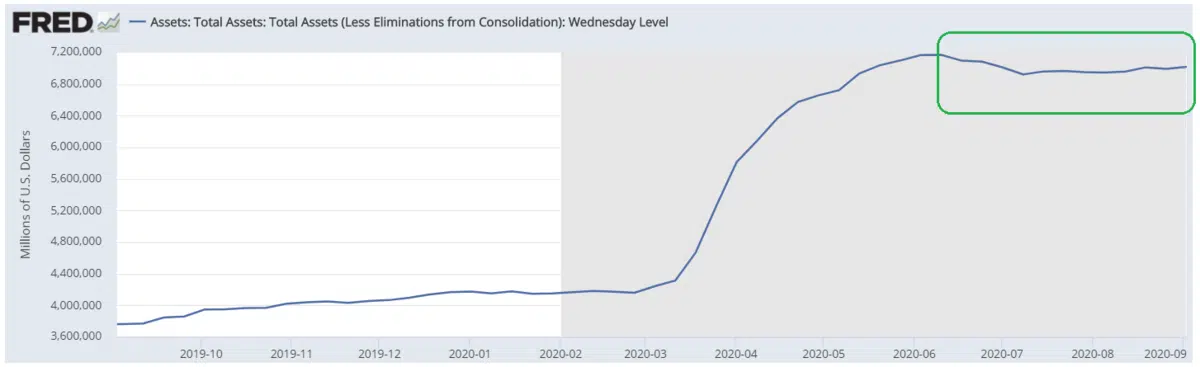 FRED
Assets: Total Assets: Total Assets (Less Eliminations from Consolidation): Wednesday Level
Millions of U.S. Dollars
7,200,000
6,800,000
6,400,000
6,000,000
5,600,000
5,200,000
4,800,000
4,400,000
4,000,000
3,600,000
2019-10 2019-11 2019-12 2020-01 2020-02 2020-03 2020-04 2020-05 2020-06 2020-07 2020-08 2020-09